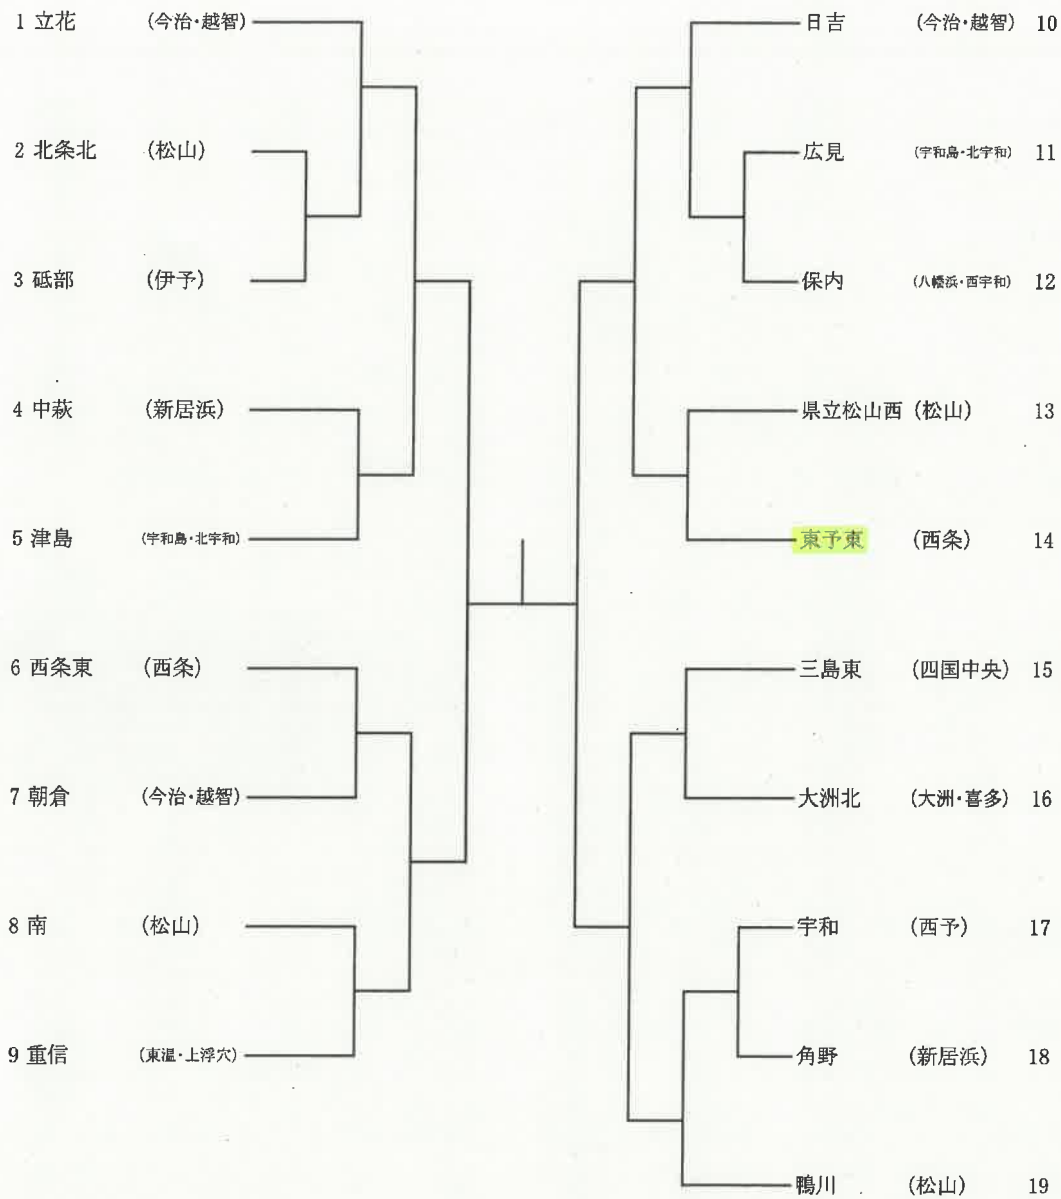 1 立花 (今治・越智)
2 北条北 (松山)
3 砥部 (伊予)
4 中萩 (新居浜)
5 津島 (宇和島・北宇和)
6 西条東 (西条)
7 朝倉 (今治・越智)
8 南 (松山)
9 重信 (東温・上浮穴)
日吉 (今治・越智) 10
広見 (宇和島・北宇和) 11
保内 (八幡浜・西宇和) 12
県立松山西 (松山) 13
東予東 (西条) 14
三島東 (四国中央) 15
大洲北 (大洲・喜多) 16
宇和 (西予) 17
角野 (新居浜) 18
鴨川 (松山) 19